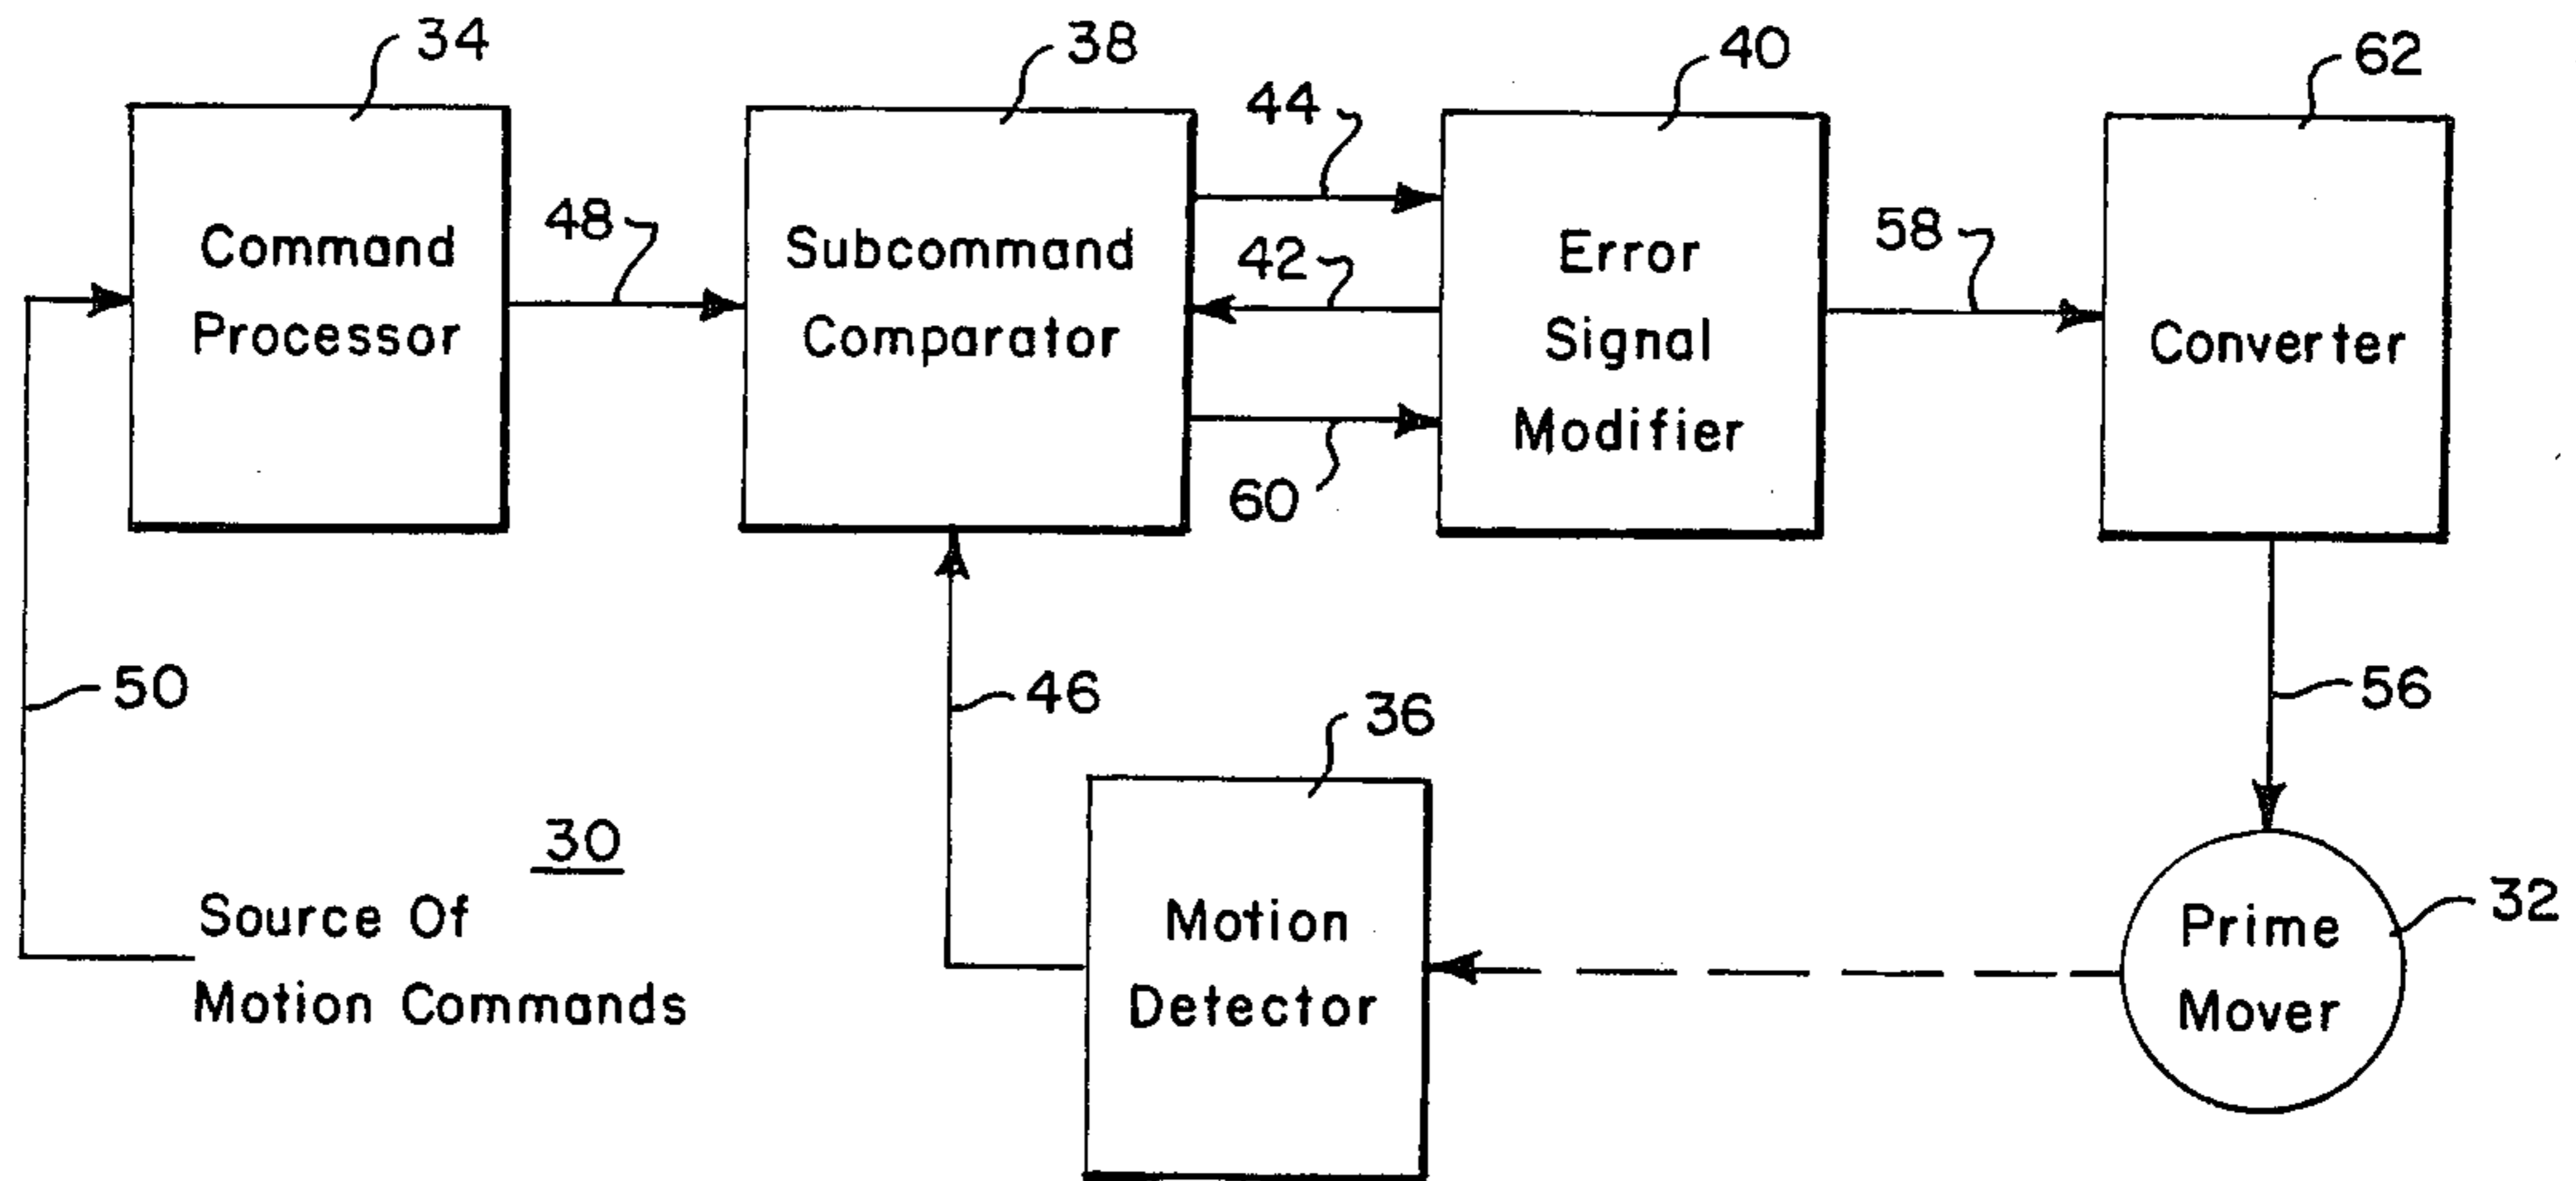 34
38
40
62
44
Command
Processor
48
Subcommand
Comparator
42
Error
Signal
Modifier
58
Converter
60
50
46
36
56
30
Source Of
Motion Commands
Motion
Detector
Prime
Mover
32